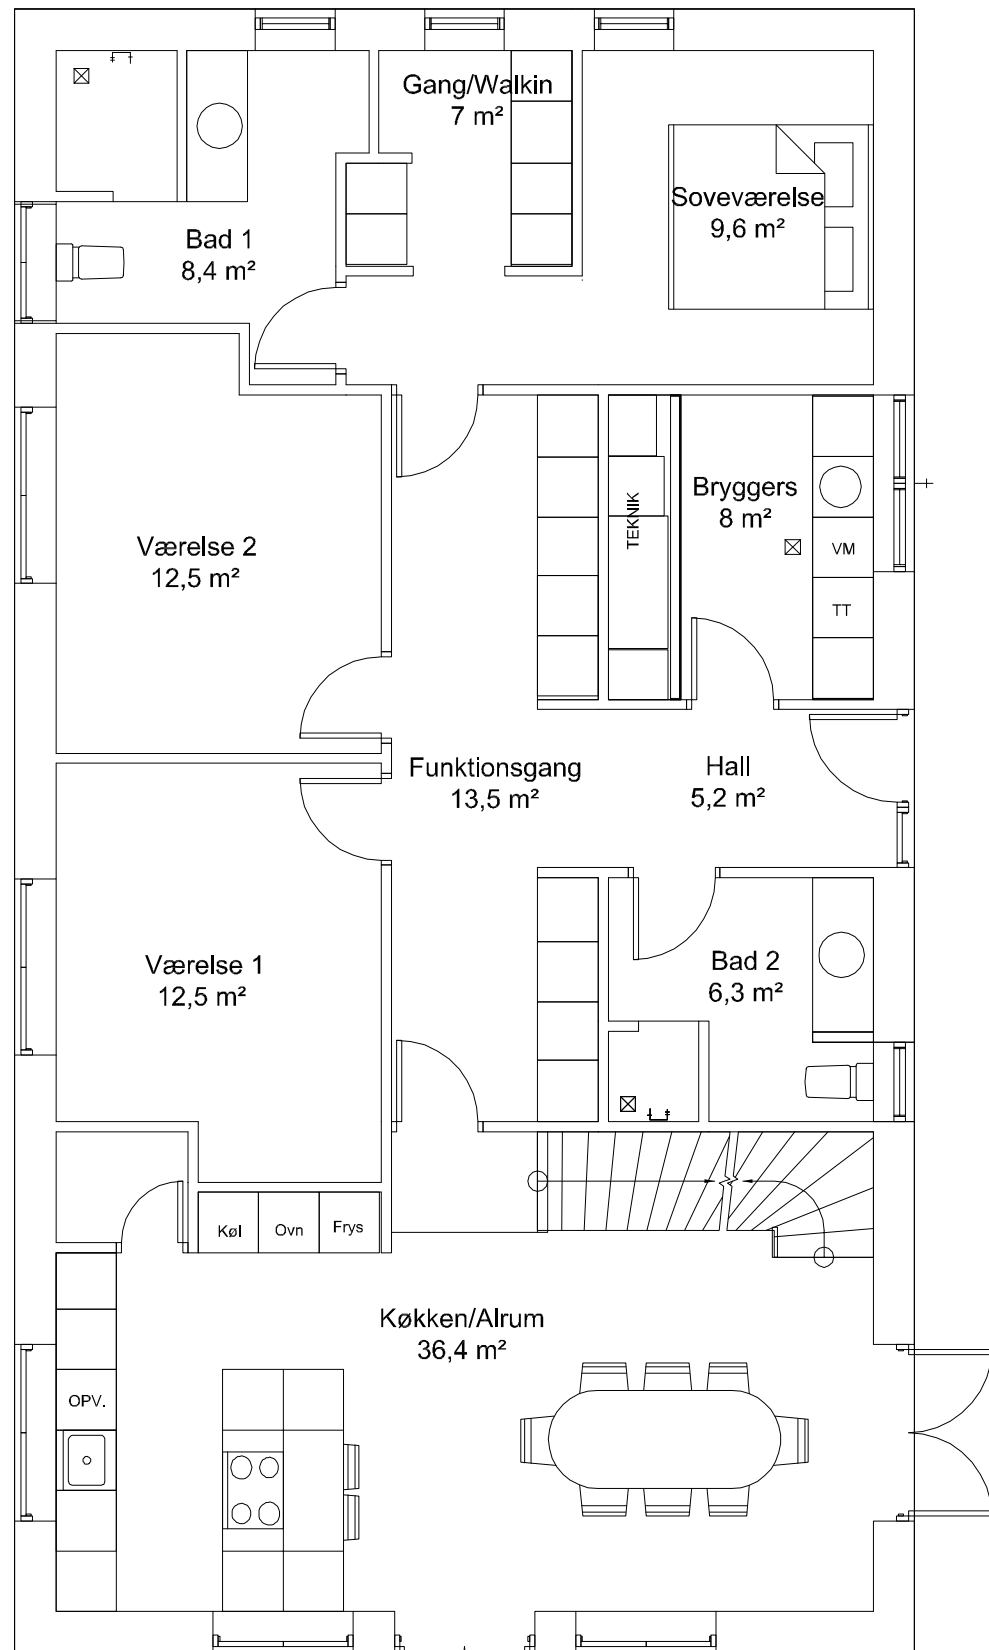 Gang/Walkin
7 m²
Soveværelse
9,6 m²
Bad 1
8,4 m²
Værelse 2
12,5 m²
TEKNIK
Bryggers
8 m²
VM
TT
Funktionsgang
13,5 m²
Hall
5,2 m²
Værelse 1
12,5 m²
Bad 2
6,3 m²
Køl
Ovn
Frys
Køkken/Alrum
36,4 m²
OPV.